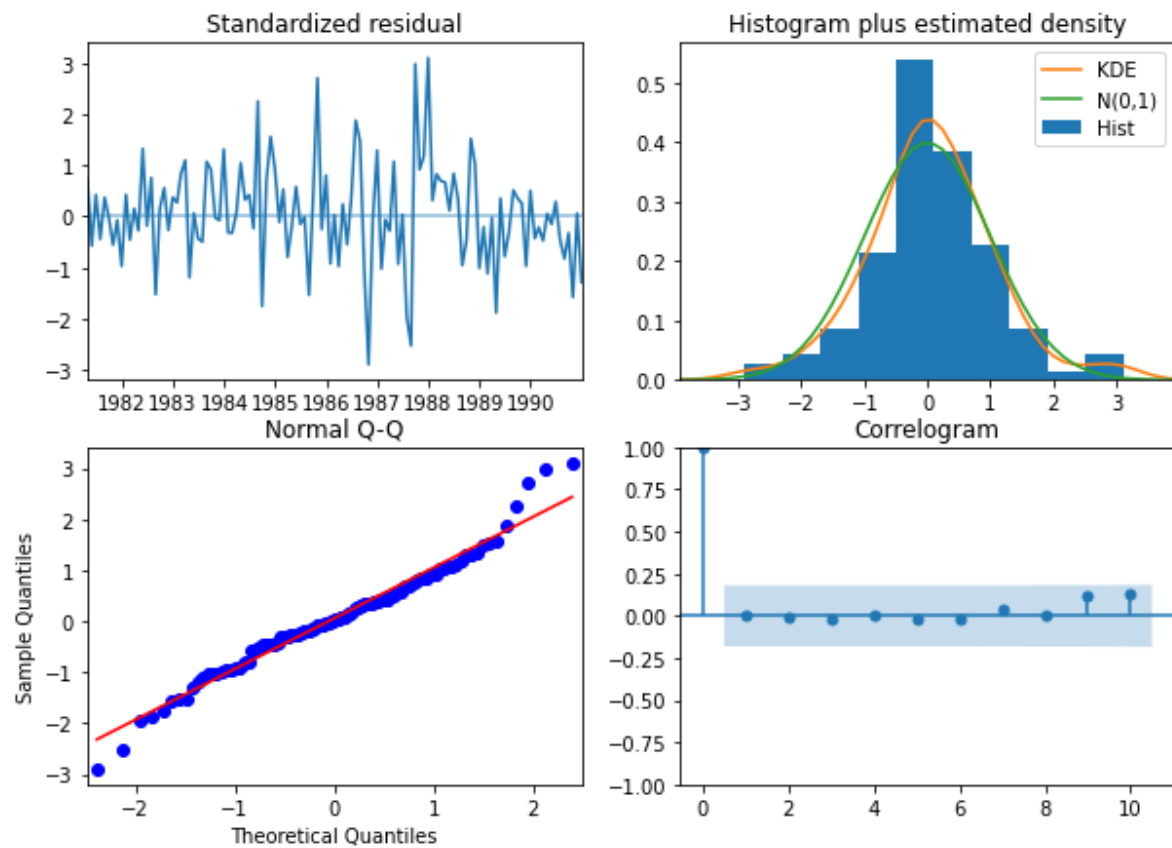 Standardized residual
3
2
1
0
−1
−2
−3
1982 1983 1984 1985 1986 1987 1988 1989 1990
Histogram plus estimated density
KDE
N(0,1)
Hist
0.5
0.4
0.3
0.2
0.1
0.0
−3 −2 −1 0 1 2 3
Normal Q-Q
Sample Quantiles
3
2
1
0
−1
−2
−3
−2 −1 0 1 2
Theoretical Quantiles
Correlogram
1.00
0.75
0.50
0.25
0.00
−0.25
−0.50
−0.75
−1.00
0 2 4 6 8 10